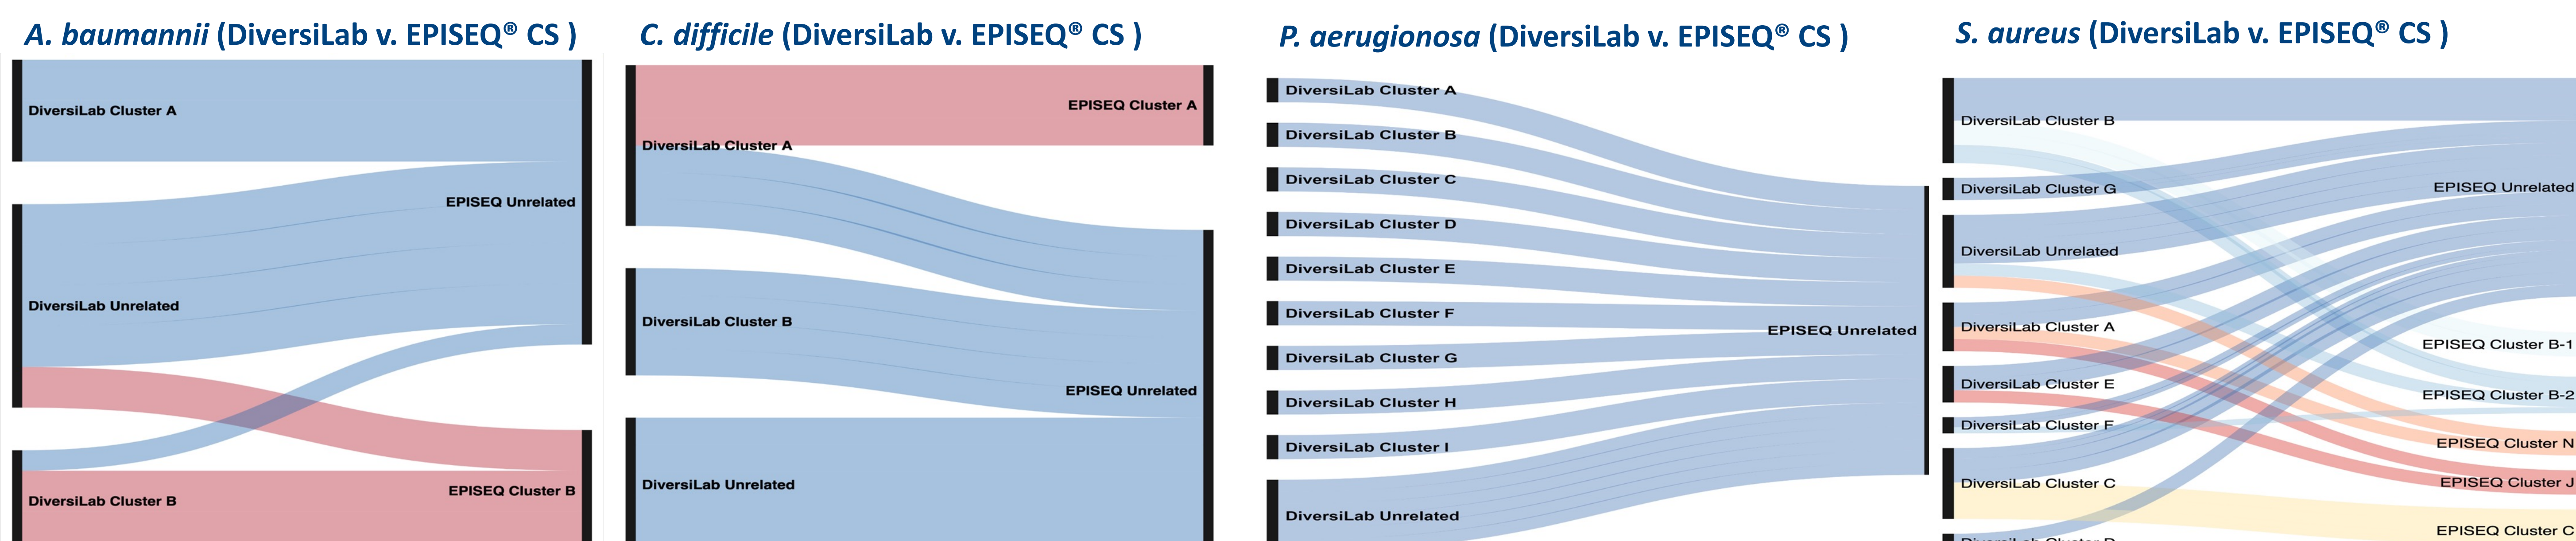 A. baumannii (DiversiLab v. EPISEQ® CS )
DiversiLab Cluster A
EPISEQ Unrelated
DiversiLab Unrelated
EPISEQ Cluster B
DiversiLab Cluster B
C. difficile (DiversiLab v. EPISEQ® CS )
EPISEQ Cluster A
DiversiLab Cluster A
DiversiLab Cluster B
EPISEQ Unrelated
DiversiLab Unrelated
P. aerugionosa (DiversiLab v. EPISEQ® CS )
DiversiLab Cluster A
DiversiLab Cluster B
DiversiLab Cluster C
DiversiLab Cluster D
DiversiLab Cluster E
DiversiLab Cluster F
EPISEQ Unrelated
DiversiLab Cluster G
DiversiLab Cluster H
DiversiLab Cluster I
DiversiLab Unrelated
S. aureus (DiversiLab v. EPISEQ® CS )
DiversiLab Cluster B
DiversiLab Cluster G
EPISEQ Unrelated
DiversiLab Unrelated
DiversiLab Cluster A
EPISEQ Cluster B-1
DiversiLab Cluster E
EPISEQ Cluster B-2
DiversiLab Cluster F
EPISEQ Cluster N
DiversiLab Cluster C
EPISEQ Cluster J
EPISEQ Cluster C